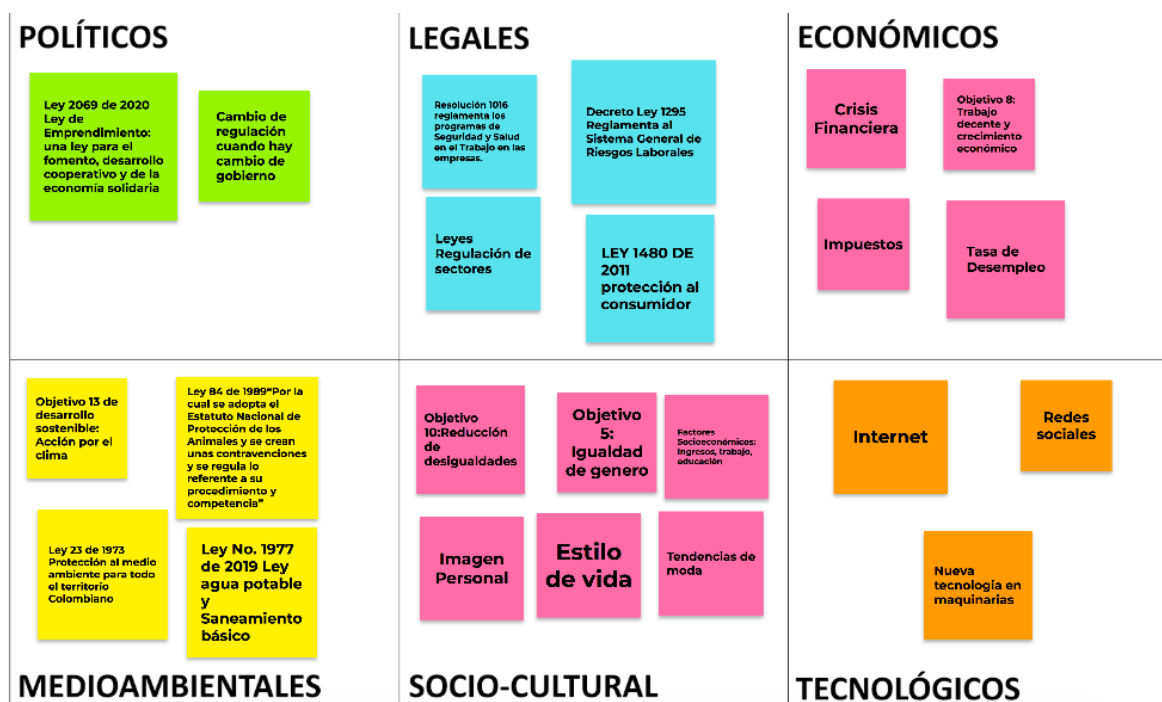 POLÍTICOS
Ley 2069 de 2020
Ley de
Emprendimiento:
una ley para el
fomento, desarrollo
cooperativo y de la
economía solidaria
Cambio de
regulación
cuando hay
cambio de
gobierno
LEGALES
Resolución 1016
reglamenta los
programas de
Seguridad y Salud
en el Trabajo en las
empresas.
Decreto Ley 1295
Reglamenta al
Sistema General de
Riesgos Laborales
Leyes
Regulación de
sectores
LEY 1480 DE
2011
protección al
consumidor
ECONÓMICOS
Crisis
Financiera
Objetivo 8:
Trabajo
decente y
crecimiento
económico
Impuestos
Tasa de
Desempleo
Objetivo 13 de
desarrollo
sostenible:
Acción por el
clima
Ley 84 de 1989"Por la
cual se adopta el
Estatuto Nacional de
Protección de los
Animales y se crean
unas contravenciones
y se regula lo
referente a su
procedimiento y
competencia"
Ley 23 de 1973
Protección al medio
ambiente para todo
el territorio
Colombiano
Ley No. 1977
de 2019 Ley
agua potable
y
Saneamiento
básico
MEDIOAMBIENTALES
Objetivo
10:Reducción
de
desigualdades
Objetivo
5:
Igualdad
de genero
Factores
Socioeconómicos:
Ingresos, trabajo,
educación
Imagen
Personal
Estilo
de vida
Tendencias de
moda
SOCIO-CULTURAL
Internet
Redes
sociales
Nueva
tecnología en
maquinarias
TECNOLÓGICOS